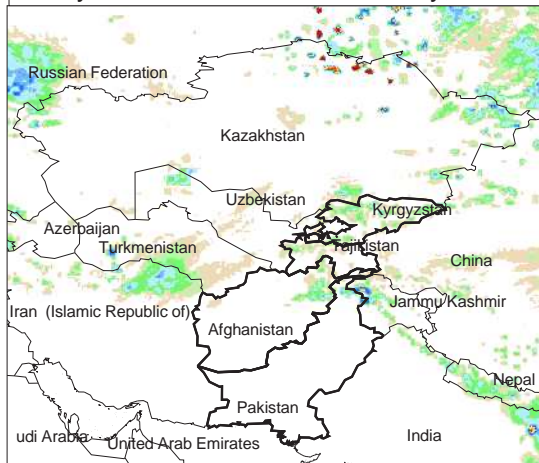 Russian Federation
Kazakhstan
Uzbekistan
Kyrgyzstan
Azerbaijan
Turkmenistan
Tajikistan
China
Iran (Islamic Republic of)
Jammu Kashmir
Afghanistan
Nepal
Pakistan
udi Arabia
United Arab Emirates
India